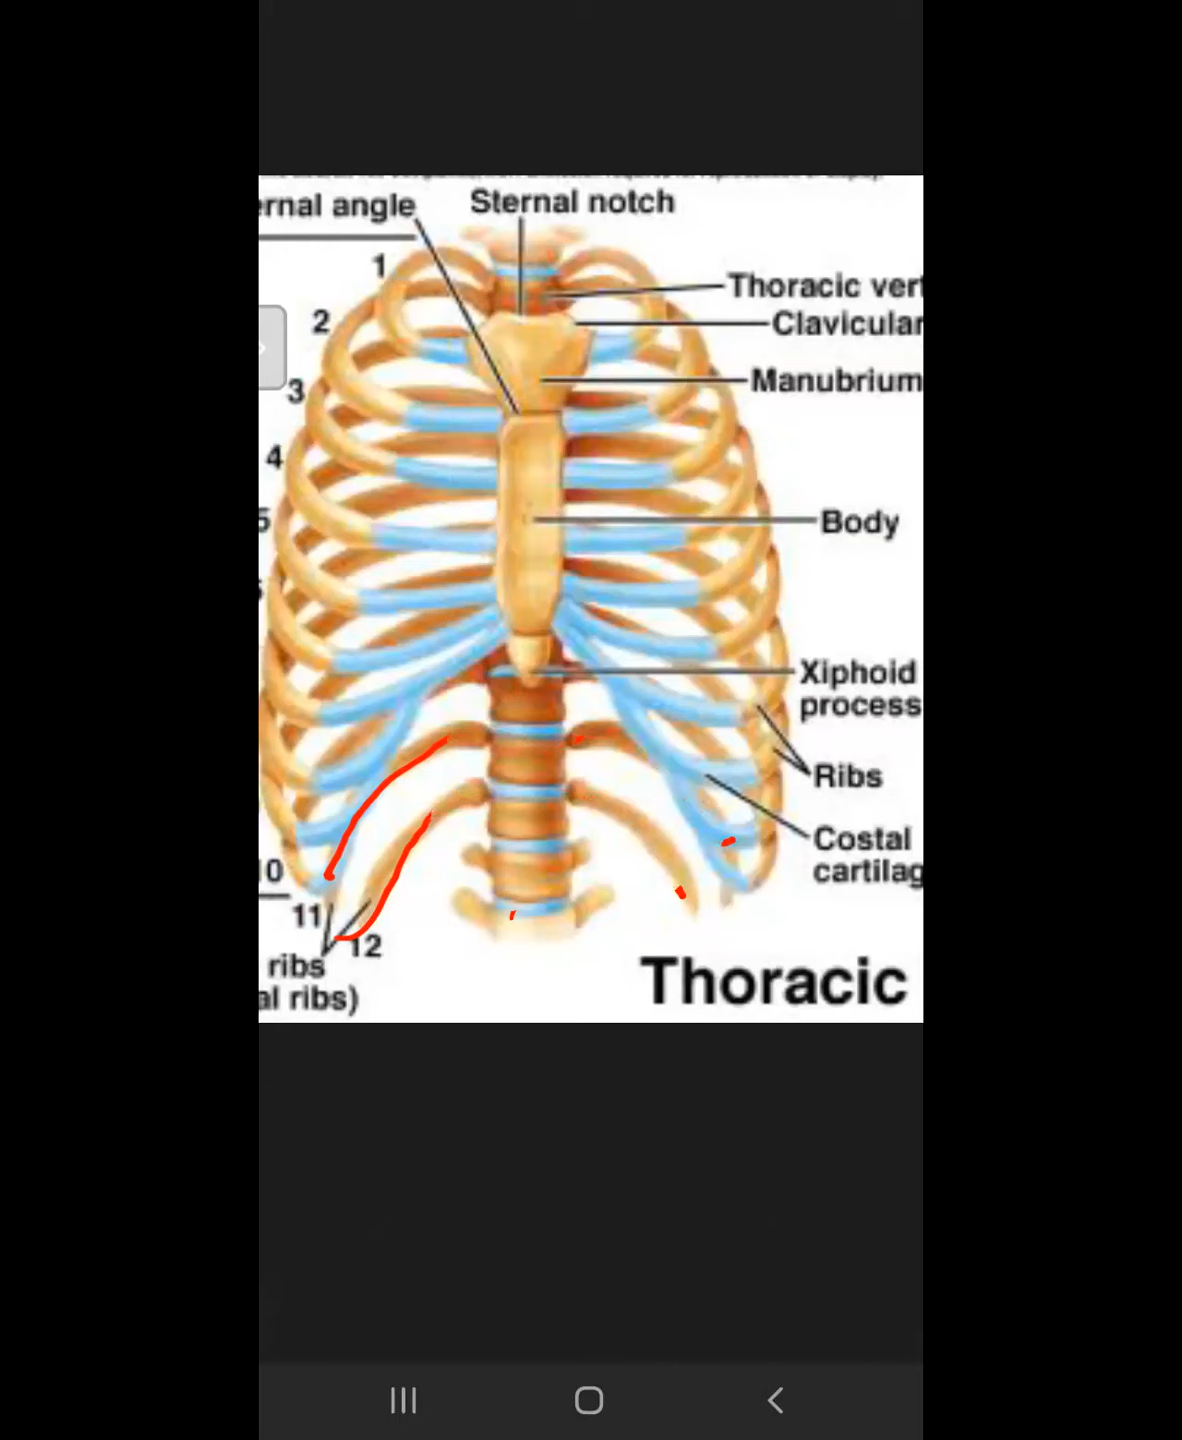 ernal angle
Sternal notch
1
Thoracic vert
2
Clavicular
3
Manubrium
4
5
Body
Xiphoid
process
Ribs
Costal
cartilag
10
11
12
ribs
al ribs)
Thoracic